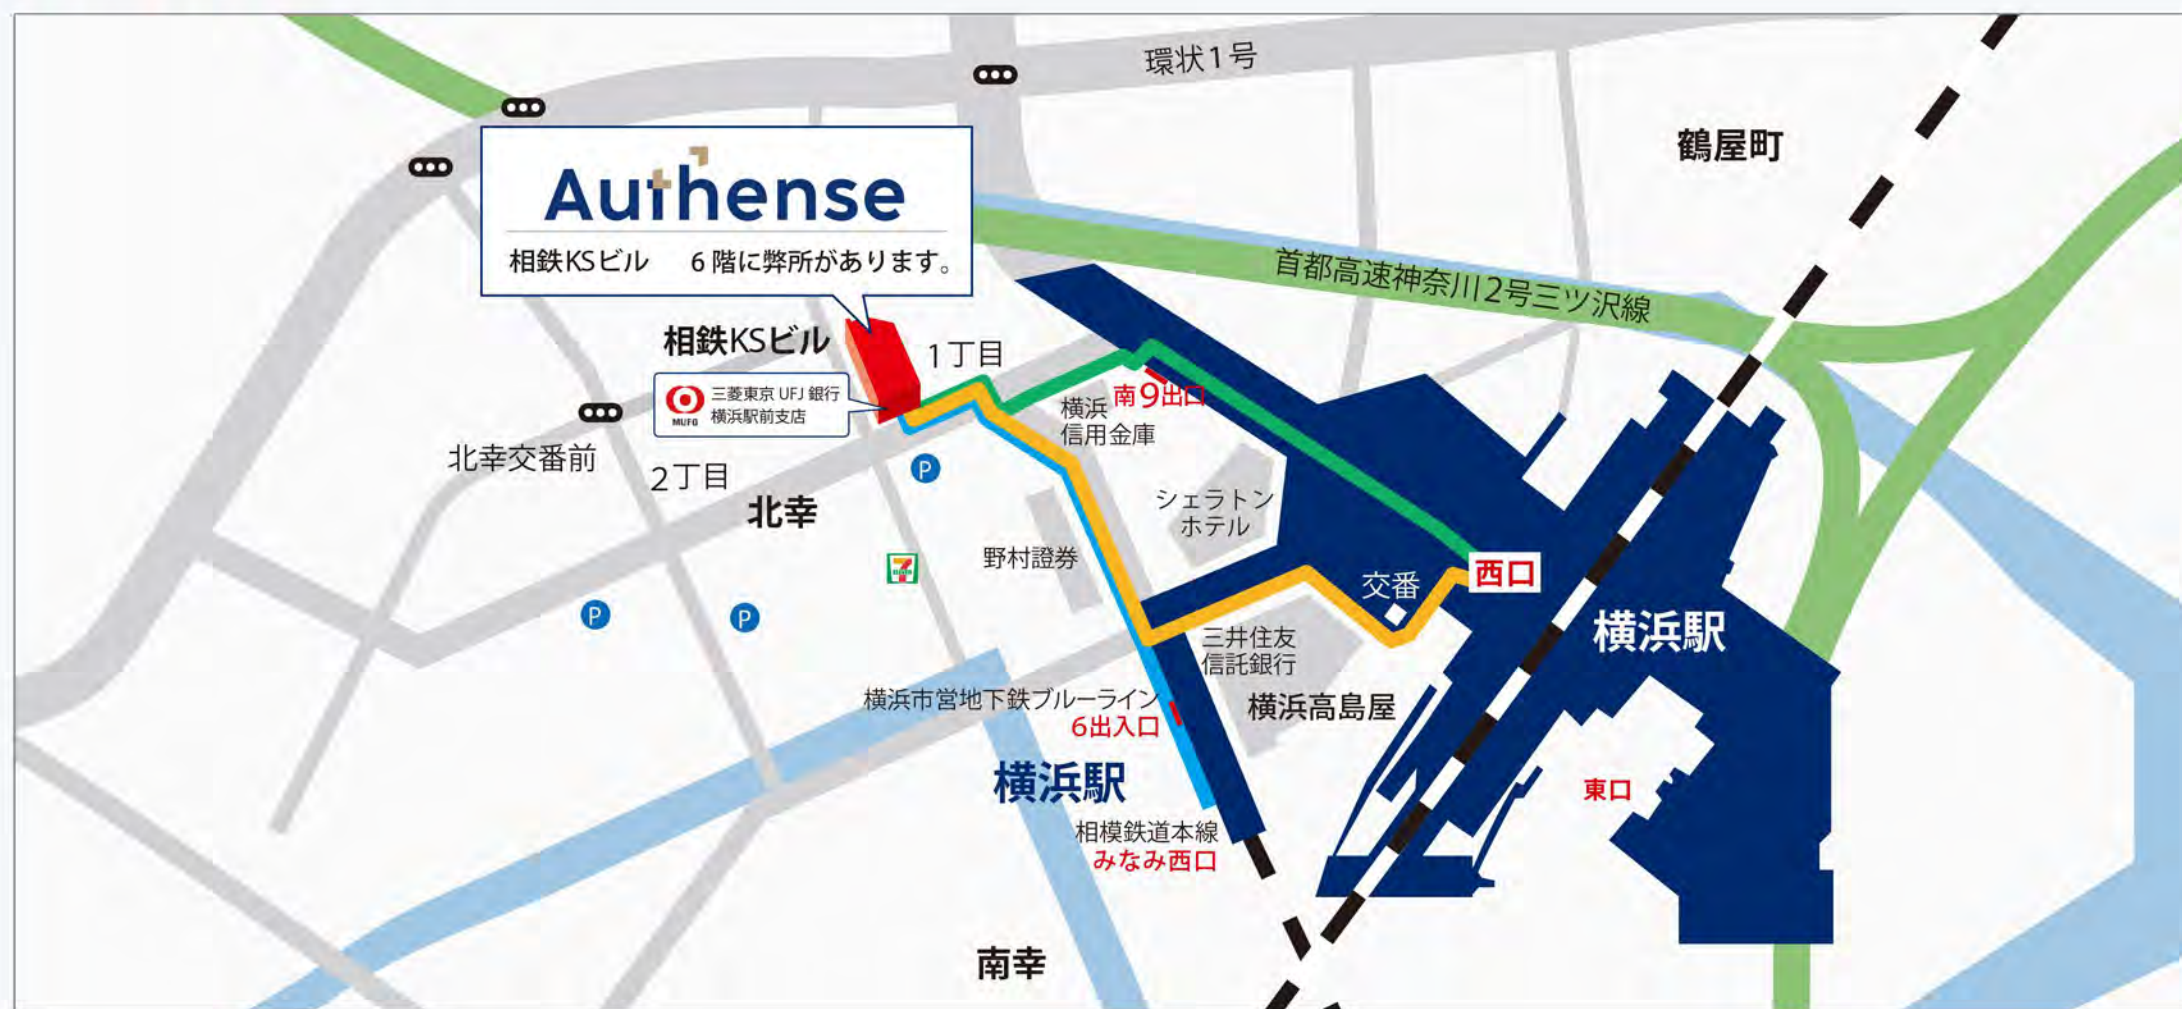 環状1号
鶴屋町
Authense
相鉄KSビル 6階に弊所があります。
首都高速神奈川2号三ツ沢線
相鉄KSビル
1丁目
MUFG
三菱東京UFJ銀行
横浜駅前支店
南9出口
横浜
信用金庫
北幸交番前
2丁目
P
北幸
シェラトン
ホテル
野村證券
7
交番
西口
P
P
横浜駅
三井住友
信託銀行
横浜市営地下鉄ブルーライン
6出入口
横浜高島屋
横浜駅
東口
相模鉄道本線
みなみ西口
南幸